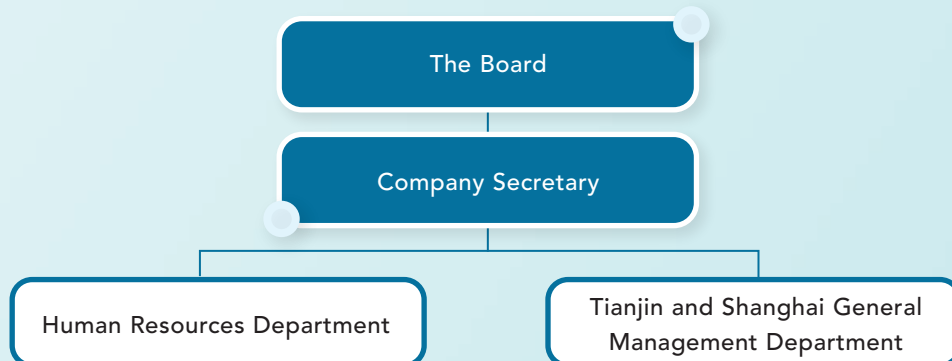 The Board
Company Secretary
Human Resources Department
Tianjin and Shanghai General
Management Department